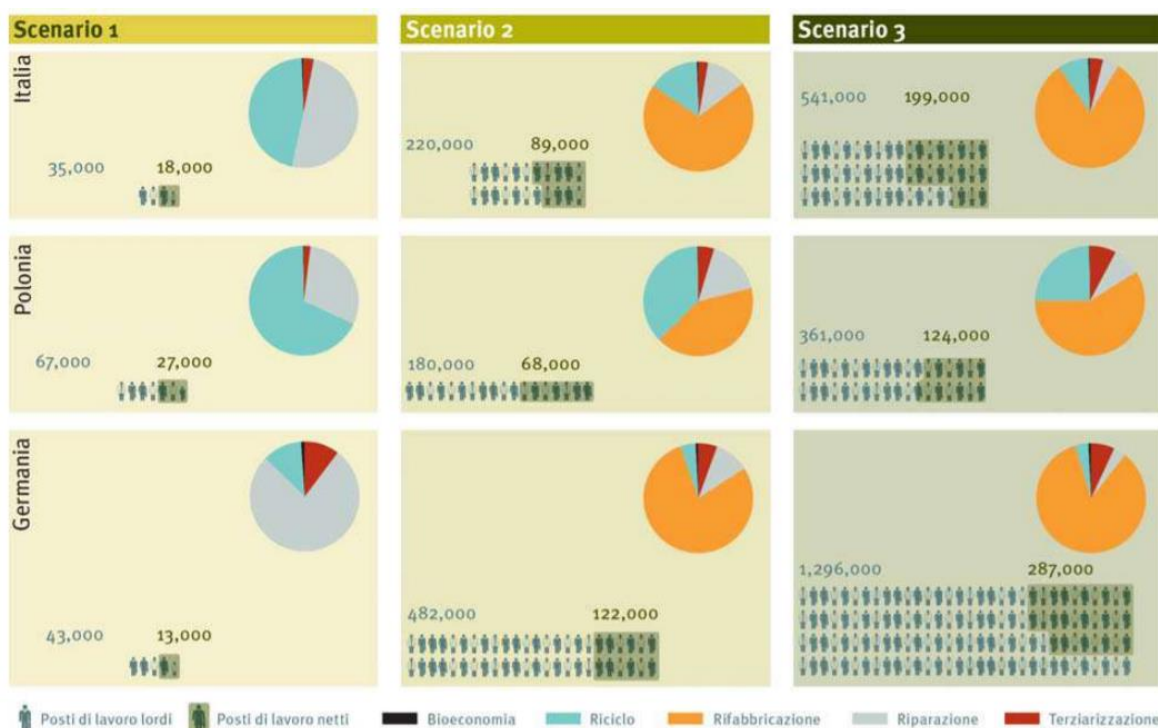 Scenario 1
Scenario 2
Scenario 3
Italia
35,000
18,000
220,000
89,000
541,000
199,000
Polonia
67,000
27,000
180,000
68,000
361,000
124,000
Germania
43,000
13,000
482,000
122,000
1,296,000
287,000
Posti di lavoro lordi
Posti di lavoro netti
Bioeconomia
Riciclo
Rifabbricazione
Riparazione
Terziarizzazione